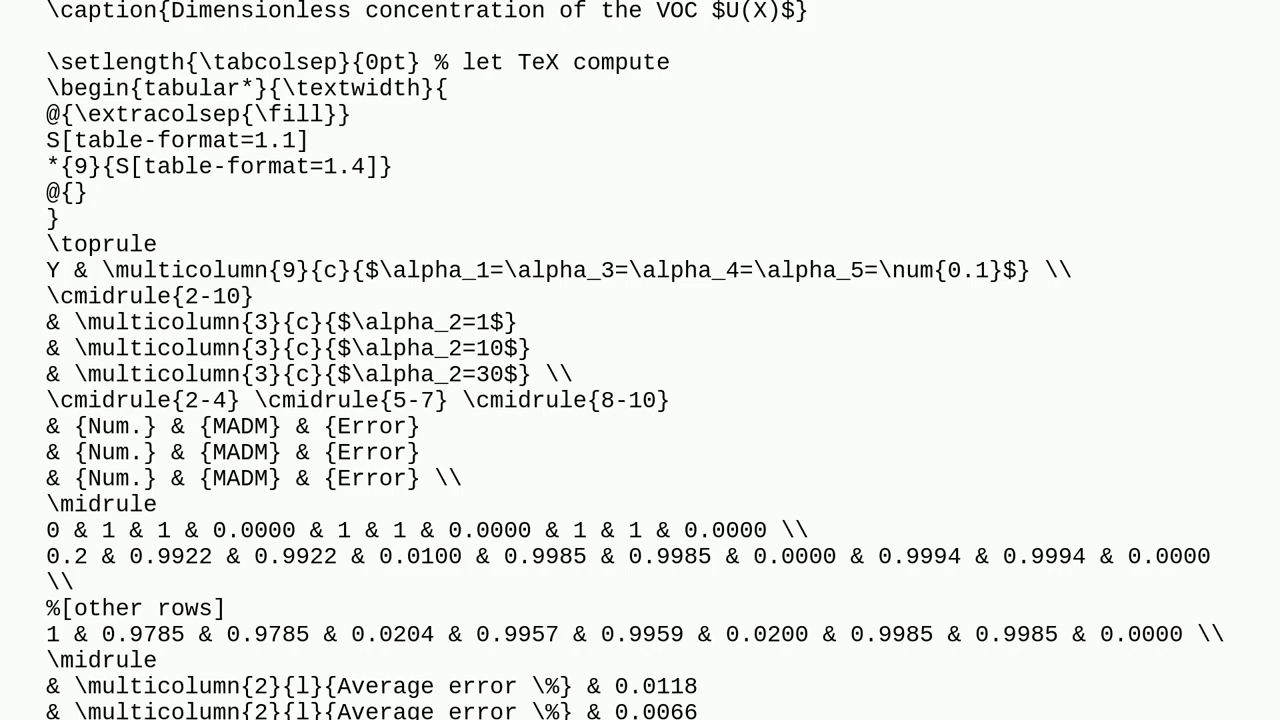 \caption{Dimensionless concentration of the VOC $U(X)$}
\setlength{\tabcolsep}{0pt} % let TeX compute
\begin{tabular*}{\textwidth}{
@{\extracolsep{\fill}}
S[table-format=1.1]
*{9}{S[table-format=1.4]}
@{}
}
\toprule
Y & \multicolumn{9}{c}{$\alpha_1=\alpha_3=\alpha_4=\alpha_5=\num{0.1}$} \\
\cmidrule{2-10}
& \multicolumn{3}{c}{$\alpha_2=1$}
& \multicolumn{3}{c}{$\alpha_2=10$}
& \multicolumn{3}{c}{$\alpha_2=30$} \\
\cmidrule{2-4} \cmidrule{5-7} \cmidrule{8-10}
& {Num.} & {MADM} & {Error}
& {Num.} & {MADM} & {Error}
& {Num.} & {MADM} & {Error} \\
\midrule
0 & 1 & 1 & 0.0000 & 1 & 1 & 0.0000 & 1 & 1 & 0.0000 \\
0.2 & 0.9922 & 0.9922 & 0.0100 & 0.9985 & 0.9985 & 0.0000 & 0.9994 & 0.9994 & 0.0000
\\
%[other rows]
1 & 0.9785 & 0.9785 & 0.0204 & 0.9957 & 0.9959 & 0.0200 & 0.9985 & 0.9985 & 0.0000 \\
\midrule
& \multicolumn{2}{l}{Average error \%} & 0.0118
& \multicolumn{2}{l}{Average error \%} & 0.0066